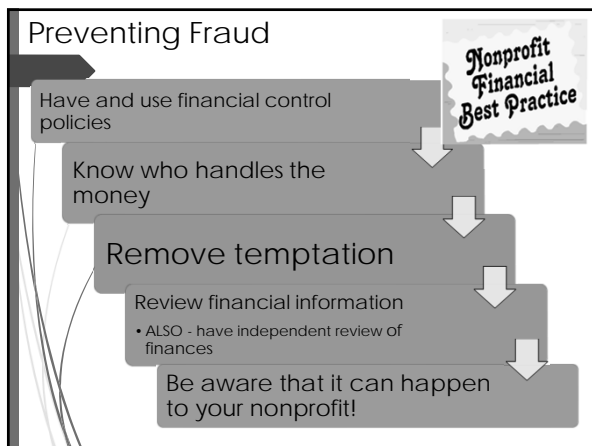 Preventing Fraud
Nonprofit
Financial
Best Practice
Have and use financial control
policies
Know who handles the
money
Remove temptation
Review financial information
• ALSO - have independent review of
finances
Be aware that it can happen
to your nonprofit!